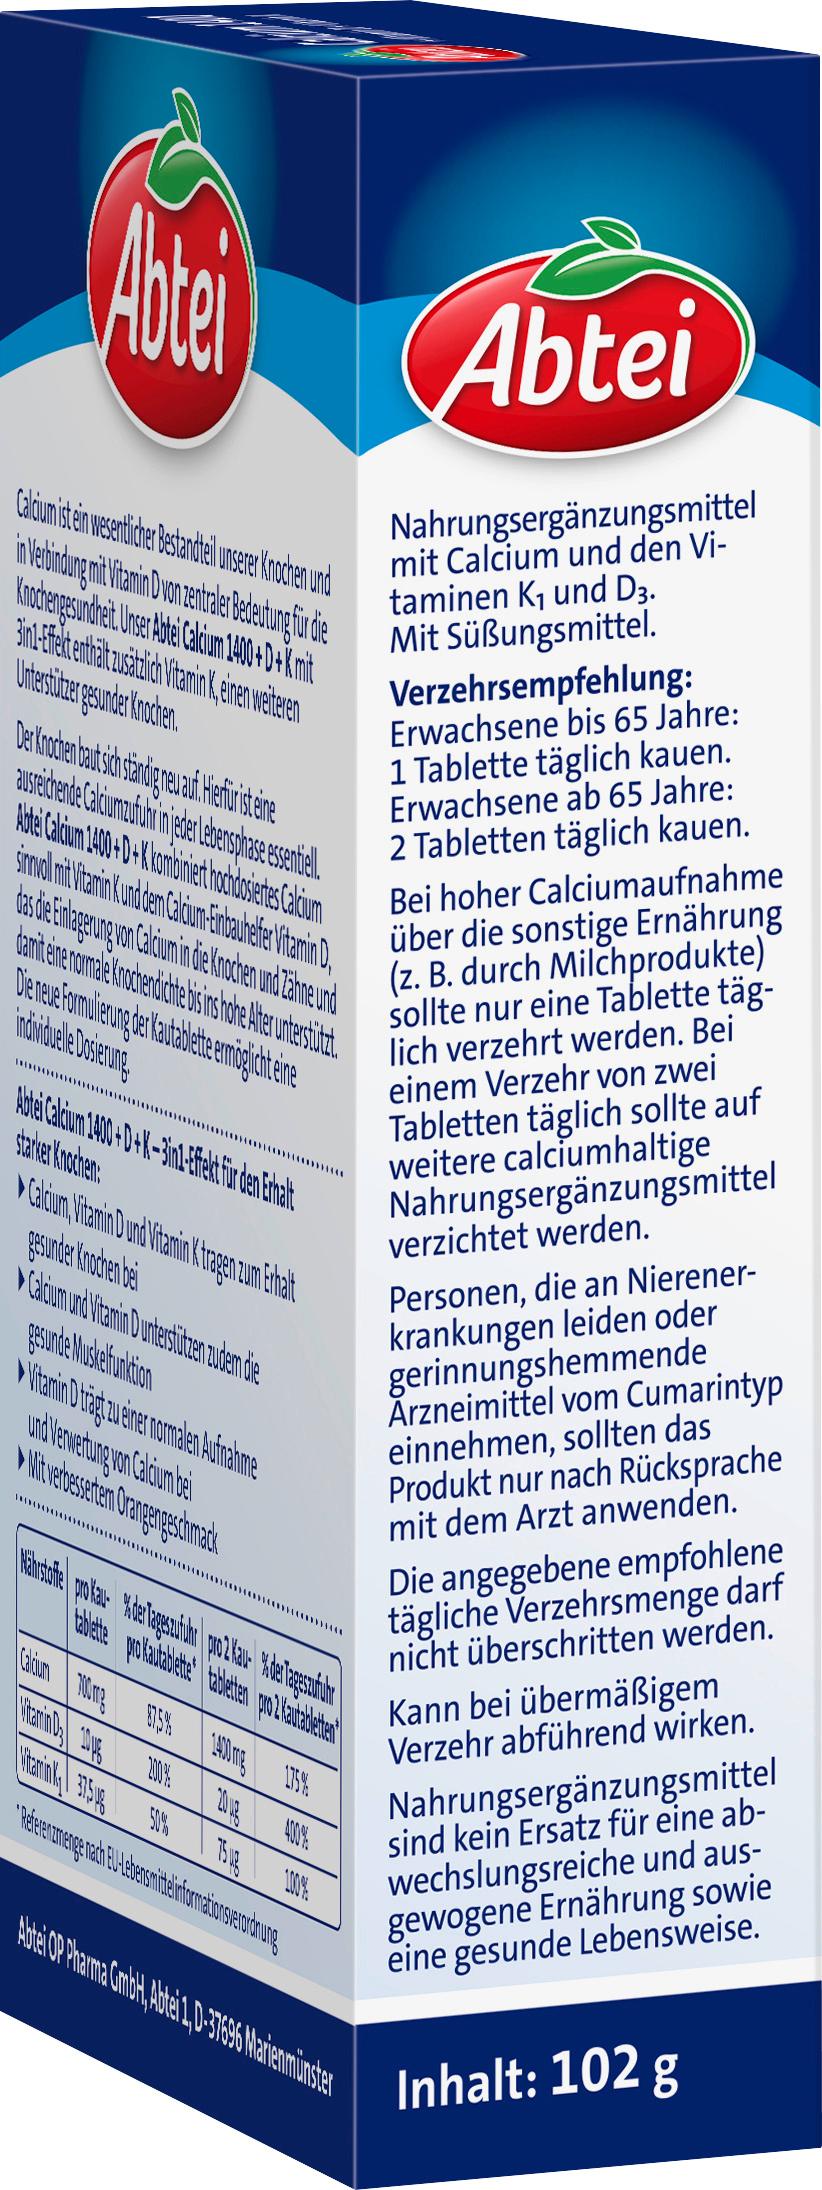 Abtei
Calcium ist ein wesentlicher Bestandteil unserer Knochen und
in Verbindung mit Vitamin D von zentraler Bedeutung für die
Knochengesundheit. Unser Abtei Calcium 1400 + D + K mit
3in1-Effekt enthält zusätzlich Vitamin K, einen weiteren
Unterstützer gesunder Knochen.
Der Knochen baut sich ständig neu auf. Hierfür ist eine
ausreichende Calciumzufuhr in jeder Lebensphase essentiell.
Abtei Calcium 1400 + D + K kombiniert hochdosiertes Calcium
sinnvoll mit Vitamin K und dem Calcium-Einbauhelfer Vitamin D,
das die Einlagerung von Calcium in die Knochen und Zähne und
damit eine normale Knochendichte bis ins hohe Alter unterstützt.
Die neue Formulierung der Kautablette ermöglicht eine
individuelle Dosierung.
Abtei Calcium 1400 + D + K – 3in1-Effekt für den Erhalt
starker Knochen:
▶ Calcium, Vitamin D und Vitamin K tragen zum Erhalt
gesunder Knochen bei
▶ Calcium und Vitamin D unterstützen zudem die
gesunde Muskelfunktion
▶ Vitamin D trägt zu einer normalen Aufnahme
und Verwertung von Calcium bei
▶ Mit verbessertem Orangengeschmack
Nährstoffe pro Kau- % der Tageszufuhr pro 2 Kau- % der Tageszufuhr
tablette pro Kautablette* tabletten pro 2 Kautabletten*
Calcium 700 mg 87,5 % 1400 mg 175 %
Vitamin D3 10 µg 200 % 20 µg 400 %
Vitamin K1 37,5 µg 50 % 75 µg 100 %
* Referenzmenge nach EU-Lebensmittelinformationsverordnung
Abtei OP Pharma GmbH, Abtei 1, D-37696 Marienmünster
Abtei
Nahrungsergänzungsmittel
mit Calcium und den Vi-
taminen K1 und D3.
Mit Süßungsmittel.
Verzehrsempfehlung:
Erwachsene bis 65 Jahre:
1 Tablette täglich kauen.
Erwachsene ab 65 Jahre:
2 Tabletten täglich kauen.
Bei hoher Calciumaufnahme
über die sonstige Ernährung
(z. B. durch Milchprodukte)
sollte nur eine Tablette täg-
lich verzehrt werden. Bei
einem Verzehr von zwei
Tabletten täglich sollte auf
weitere calciumhaltige
Nahrungsergänzungsmittel
verzichtet werden.
Personen, die an Nierener-
krankungen leiden oder
gerinnungshemmende
Arzneimittel vom Cumarintyp
einnehmen, sollten das
Produkt nur nach Rücksprache
mit dem Arzt anwenden.
Die angegebene empfohlene
tägliche Verzehrsmenge darf
nicht überschritten werden.
Kann bei übermäßigem
Verzehr abführend wirken.
Nahrungsergänzungsmittel
sind kein Ersatz für eine ab-
wechslungsreiche und aus-
gewogene Ernährung sowie
eine gesunde Lebensweise.
Inhalt: 102 g